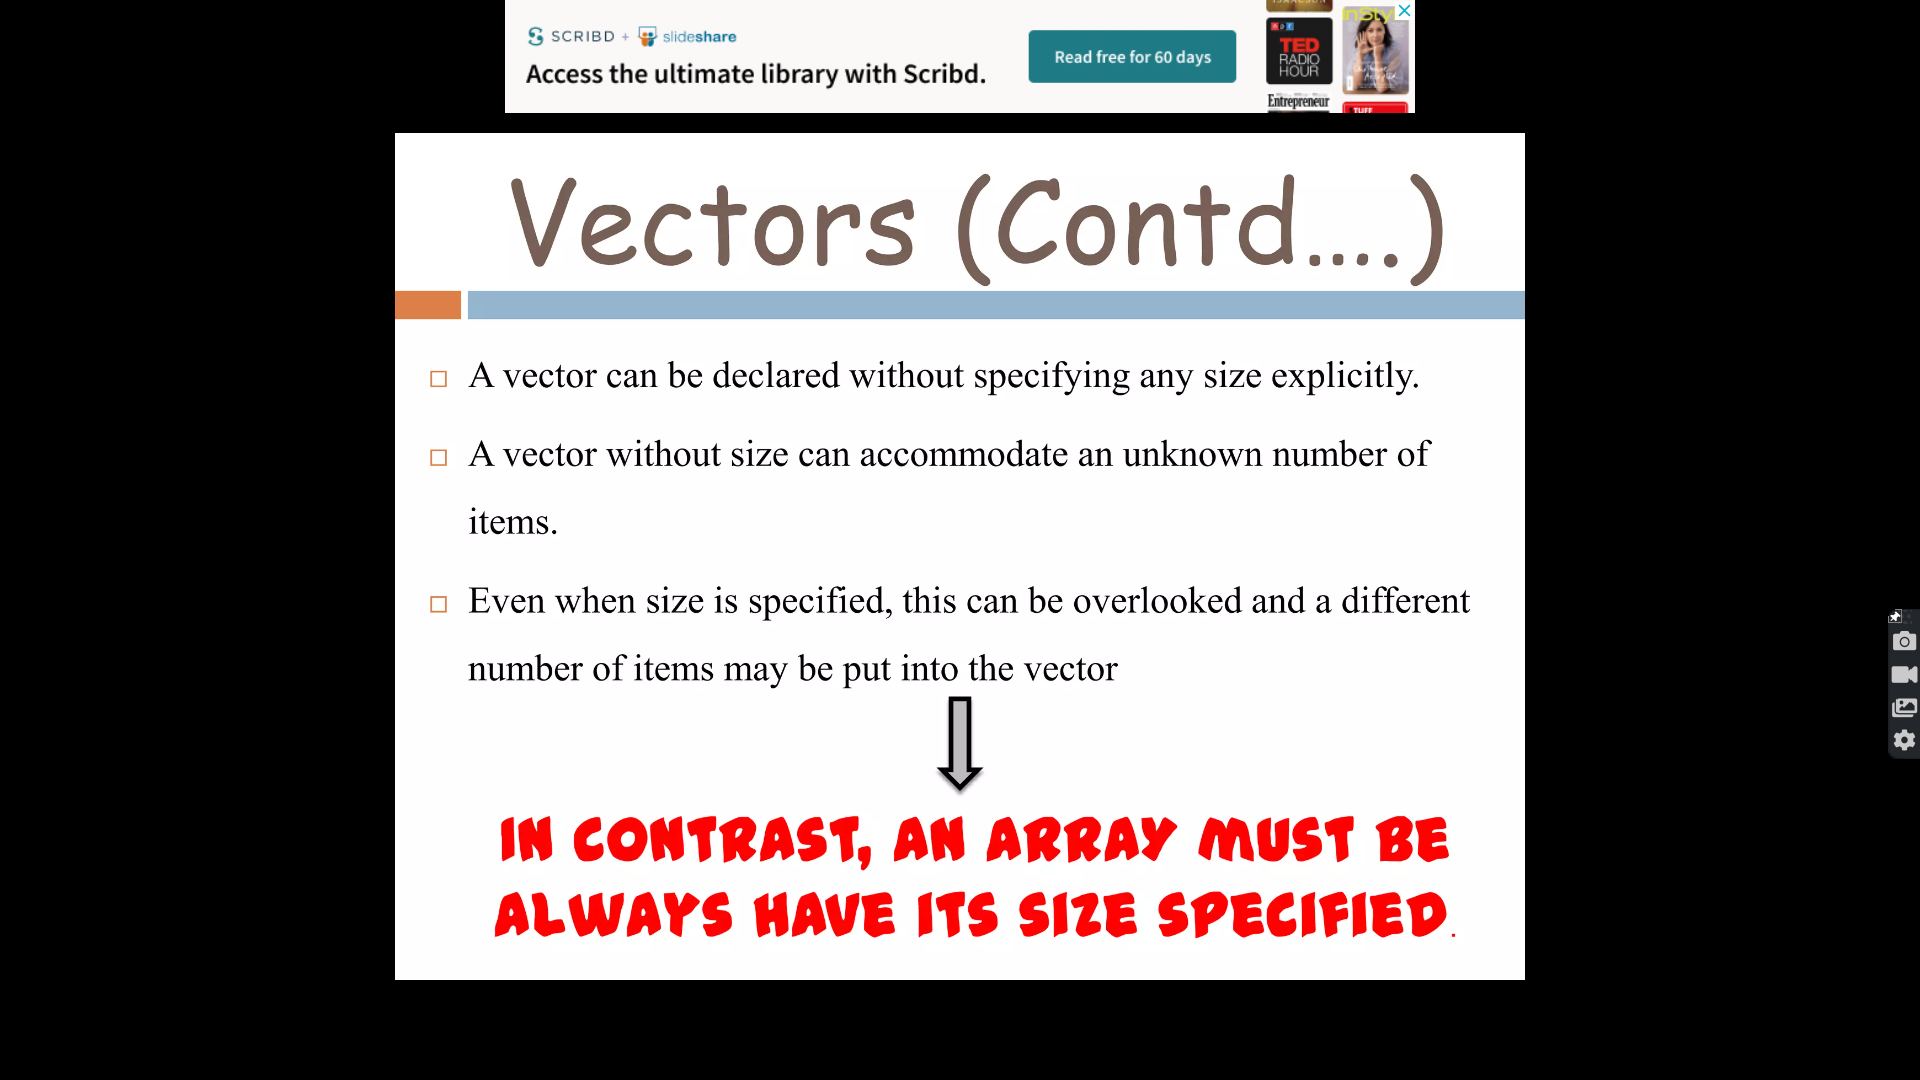 SCRIBD + slideshare
Access the ultimate library with Scribd.
Read free for 60 days
TED
RADIO
HOUR
InStyl
Entrepreneur
Vectors (Contd....)
A vector can be declared without specifying any size explicitly.
A vector without size can accommodate an unknown number of
items.
Even when size is specified, this can be overlooked and a different
number of items may be put into the vector
IN CONTRAST, AN ARRAY MUST BE
ALWAYS HAVE ITS SIZE SPECIFIED.